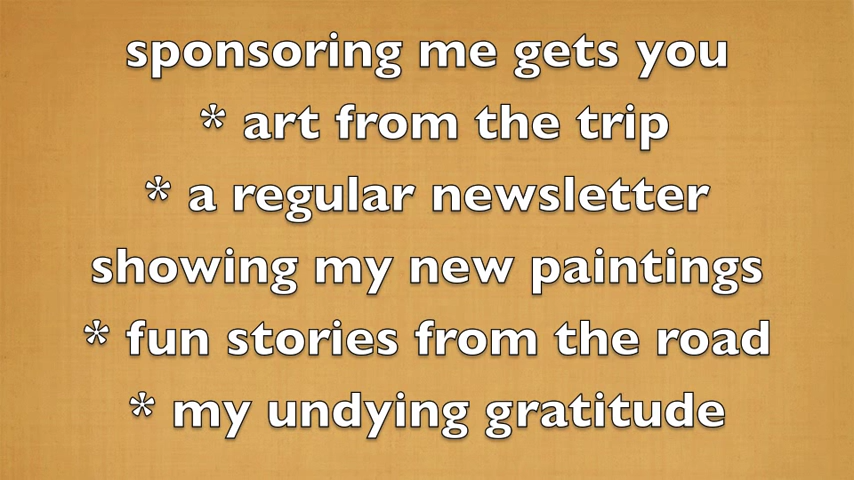 sponsoring me gets you
* art from the trip
* a regular newsletter
showing my new paintings
* fun stories from the road
* my undying gratitude